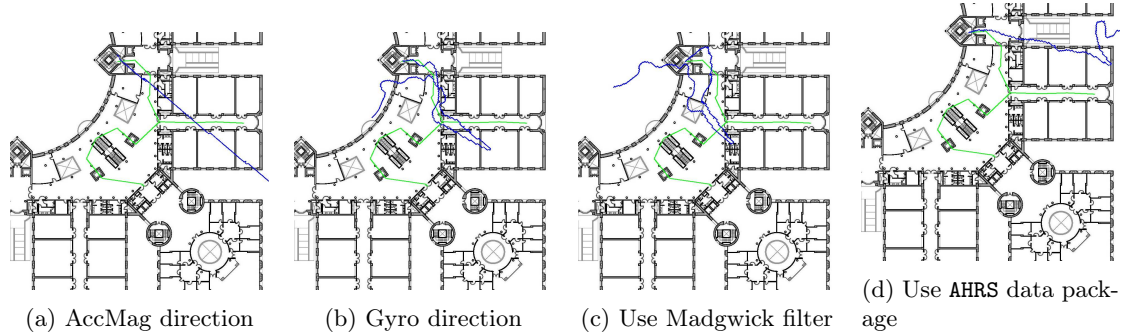 (a) AccMag direction
(b) Gyro direction
(c) Use Madgwick filter
(d) Use AHRS data pack-
age